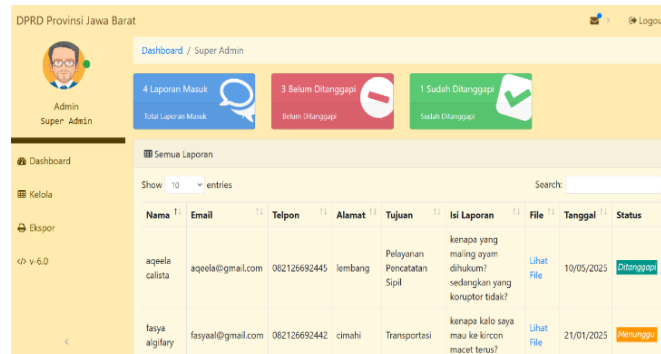 DPRD Provinsi Jawa Barat
Logou
Admin
Super Admin
Dashboard
Kelola
Ekspor
</> v-6.0
<
Dashboard / Super Admin
4 Laporan Masuk
Total Laporan Masuk
3 Belum Ditanggapi
Belum Ditanggapi
1 Sudah Ditanggapi
Sudah Ditanggapi
Semua Laporan
Show 10 entries
Search:
Nama Email Telpon Alamat Tujuan Isi Laporan File Tanggal Status
aqeela
calista
aqeela@gmail.com
082126692445
lembang
Pelayanan
Pencatatan
Sipil
kenapa yang
maling ayam
dihukum?
sedangkan yang
koruptor tidak?
Lihat
File
10/05/2025
Ditanggapi
fasya
algifary
fasyaal@gmail.com
082126692442
cimahi
Transportasi
kenapa kalo saya
mau ke kircon
macet terus?
Lihat
File
21/01/2025
Menunggu